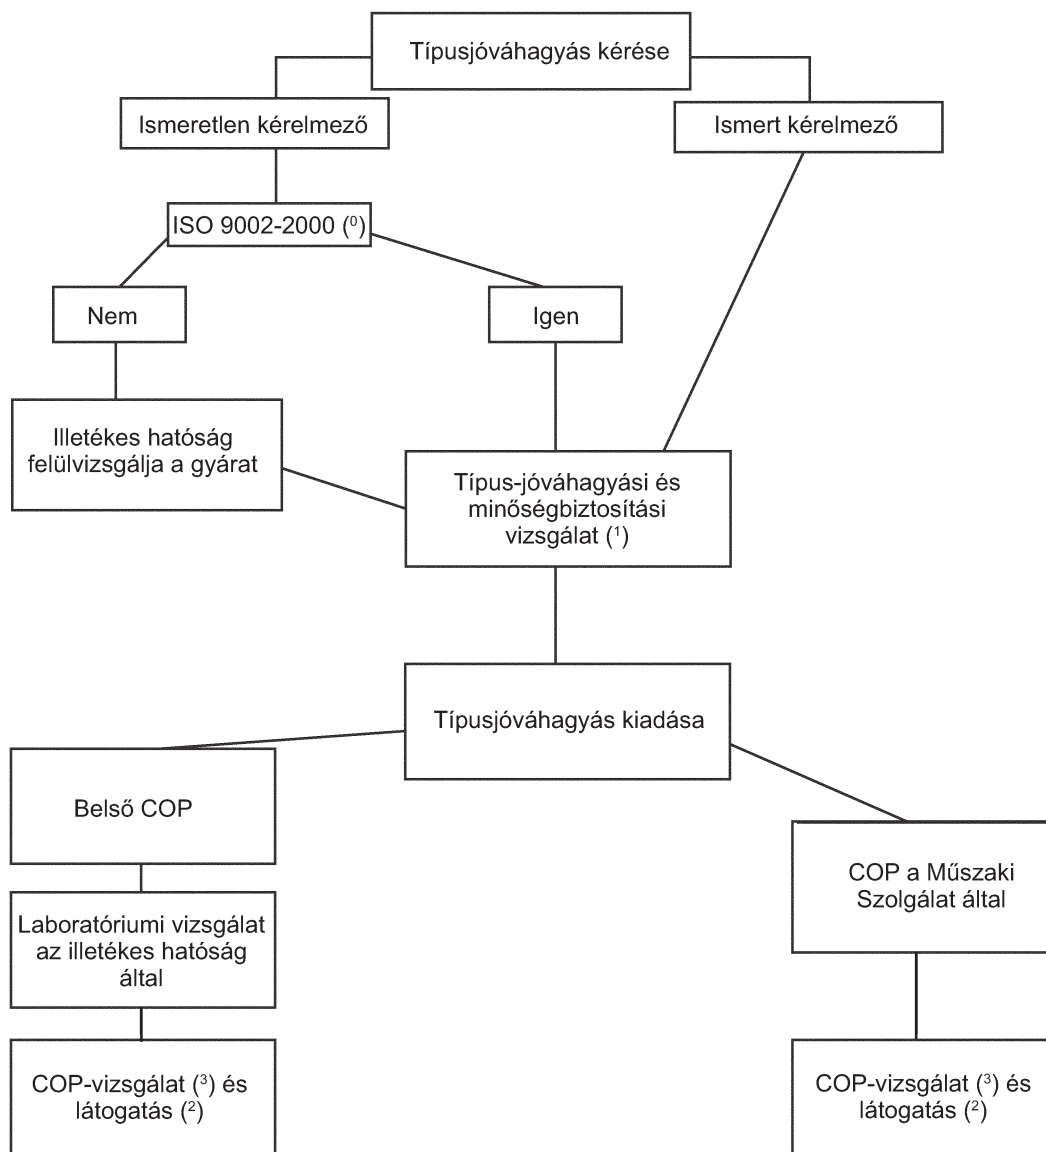 Típusjóváhagyás kérése
Ismeretlen kérelmező
Ismert kérelmező
ISO 9002-2000 (⁰)
Nem
Igen
Illetékes hatóság
felülvizsgálja a gyárat
Típus-jóváhagyási és
minőségbiztosítási
vizsgálat (¹)
Típusjóváhagyás kiadása
Belső COP
COP a Műszaki
Szolgálat által
Laboratóriumi vizsgálat
az illetékes hatóság
által
COP-vizsgálat (³) és
látogatás (²)
COP-vizsgálat (³) és
látogatás (²)